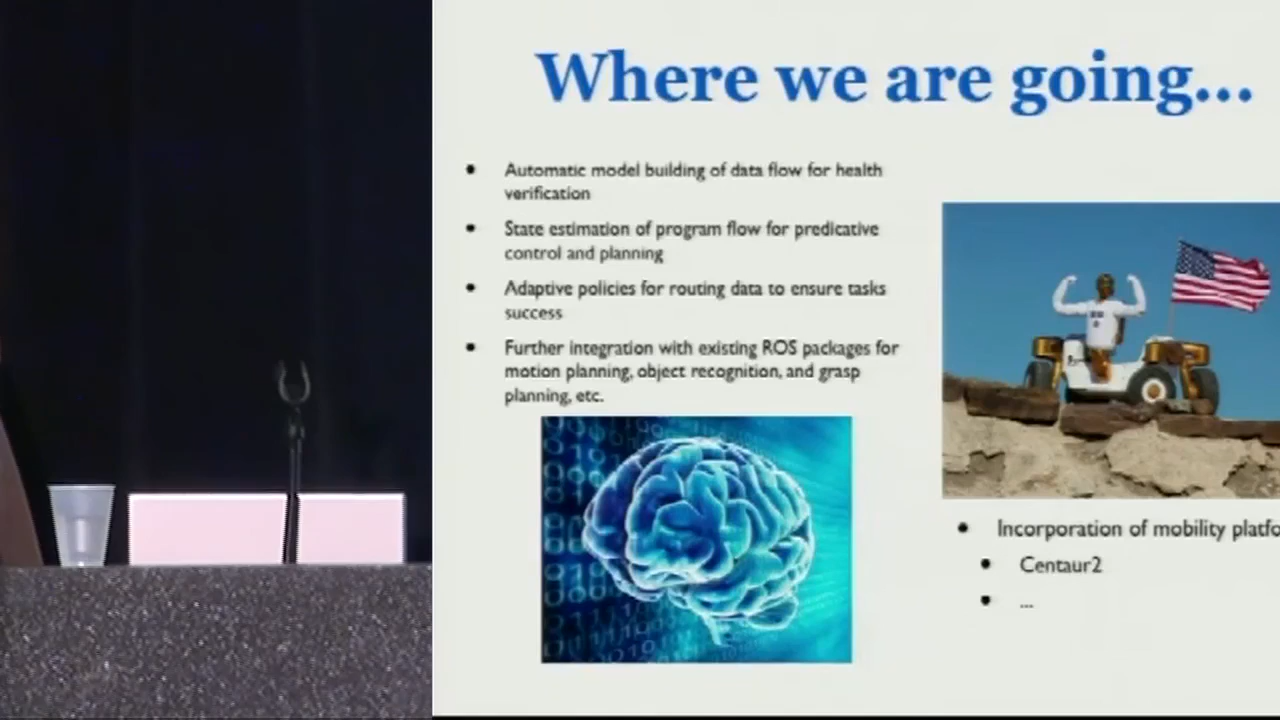 Where we are going...
• Automatic model building of data flow for health
verification
• State estimation of program flow for predicative
control and planning
• Adaptive policies for routing data to ensure tasks
success
• Further integration with existing ROS packages for
motion planning, object recognition, and grasp
planning, etc.
• Incorporation of mobility
• Centaur2
• ...